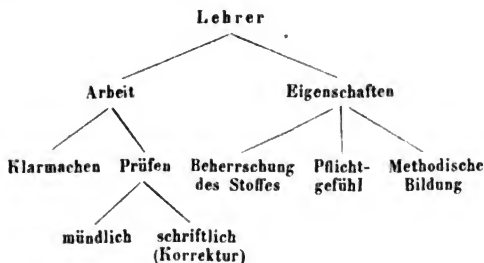 Lehrer
Arbeit Eigenschaften
Klarmachen Prüfen Beherrschung Pflicht- Methodische
des Stoffes gefühl Bildung
mündlich schriftlich
(Korrektur)